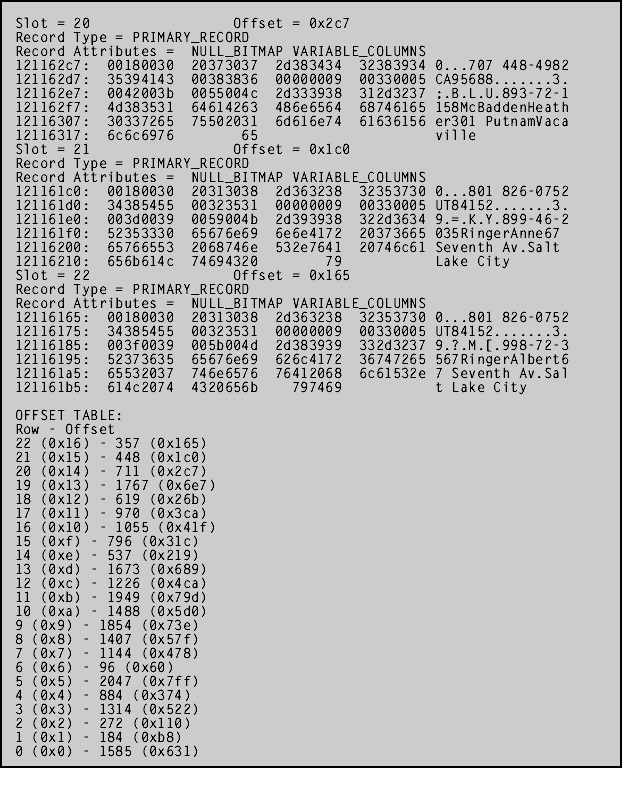 Slot = 20 Offset = 0x2c7
Record Type = PRIMARY_RECORD
Record Attributes = NULL_BITMAP VARIABLE_COLUMNS
121162c7: 00180030 20373037 2d383434 32383934 0...707 448-4982
121162d7: 35394143 00383836 00000009 00330005 CA95688.......3.
121162e7: 0042003b 0055004c 2d333938 312d3237 ;.B.L.U.893-72-1
121162f7: 4d383531 64614263 486e6564 68746165 158McBaddenHeath
12116307: 30337265 75502031 6d616e74 61636156 er301 PutnamVaca
12116317: 6c6c6976 65 ville
Slot = 21 Offset = 0x1c0
Record Type = PRIMARY_RECORD
Record Attributes = NULL_BITMAP VARIABLE_COLUMNS
121161c0: 00180030 20313038 2d363238 32353730 0...801 826-0752
121161d0: 34385455 00323531 00000009 00330005 UT84152.......3.
121161e0: 003d0039 0059004b 2d393938 322d3634 9.=.K.Y.899-46-2
121161f0: 52353330 65676e69 6e6e4172 20373665 035RingerAnne67
12116200: 65766553 2068746e 532e7641 20746c61 Seventh Av.Salt
12116210: 656b614c 74694320 79 Lake City
Slot = 22 Offset = 0x165
Record Type = PRIMARY_RECORD
Record Attributes = NULL_BITMAP VARIABLE_COLUMNS
12116165: 00180030 20313038 2d363238 32353730 0...801 826-0752
12116175: 34385455 00323531 00000009 00330005 UT84152.......3.
12116185: 003f0039 005b004d 2d383939 332d3237 9.?.M.[.998-72-3
12116195: 52373635 65676e69 626c4172 36747265 567RingerAlbert6
121161a5: 65532037 746e6576 76412068 6c61532e 7 Seventh Av.Sal
121161b5: 614c2074 4320656b 797469 t Lake City
OFFSET TABLE:
Row - Offset
22 (0x16) - 357 (0x165)
21 (0x15) - 448 (0x1c0)
20 (0x14) - 711 (0x2c7)
19 (0x13) - 1767 (0x6e7)
18 (0x12) - 619 (0x26b)
17 (0x11) - 970 (0x3ca)
16 (0x10) - 1055 (0x41f)
15 (0xf) - 796 (0x31c)
14 (0xe) - 537 (0x219)
13 (0xd) - 1673 (0x689)
12 (0xc) - 1226 (0x4ca)
11 (0xb) - 1949 (0x79d)
10 (0xa) - 1488 (0x5d0)
9 (0x9) - 1854 (0x73e)
8 (0x8) - 1407 (0x57f)
7 (0x7) - 1144 (0x478)
6 (0x6) - 96 (0x60)
5 (0x5) - 2047 (0x7ff)
4 (0x4) - 884 (0x374)
3 (0x3) - 1314 (0x522)
2 (0x2) - 272 (0x110)
1 (0x1) - 184 (0xb8)
0 (0x0) - 1585 (0x631)